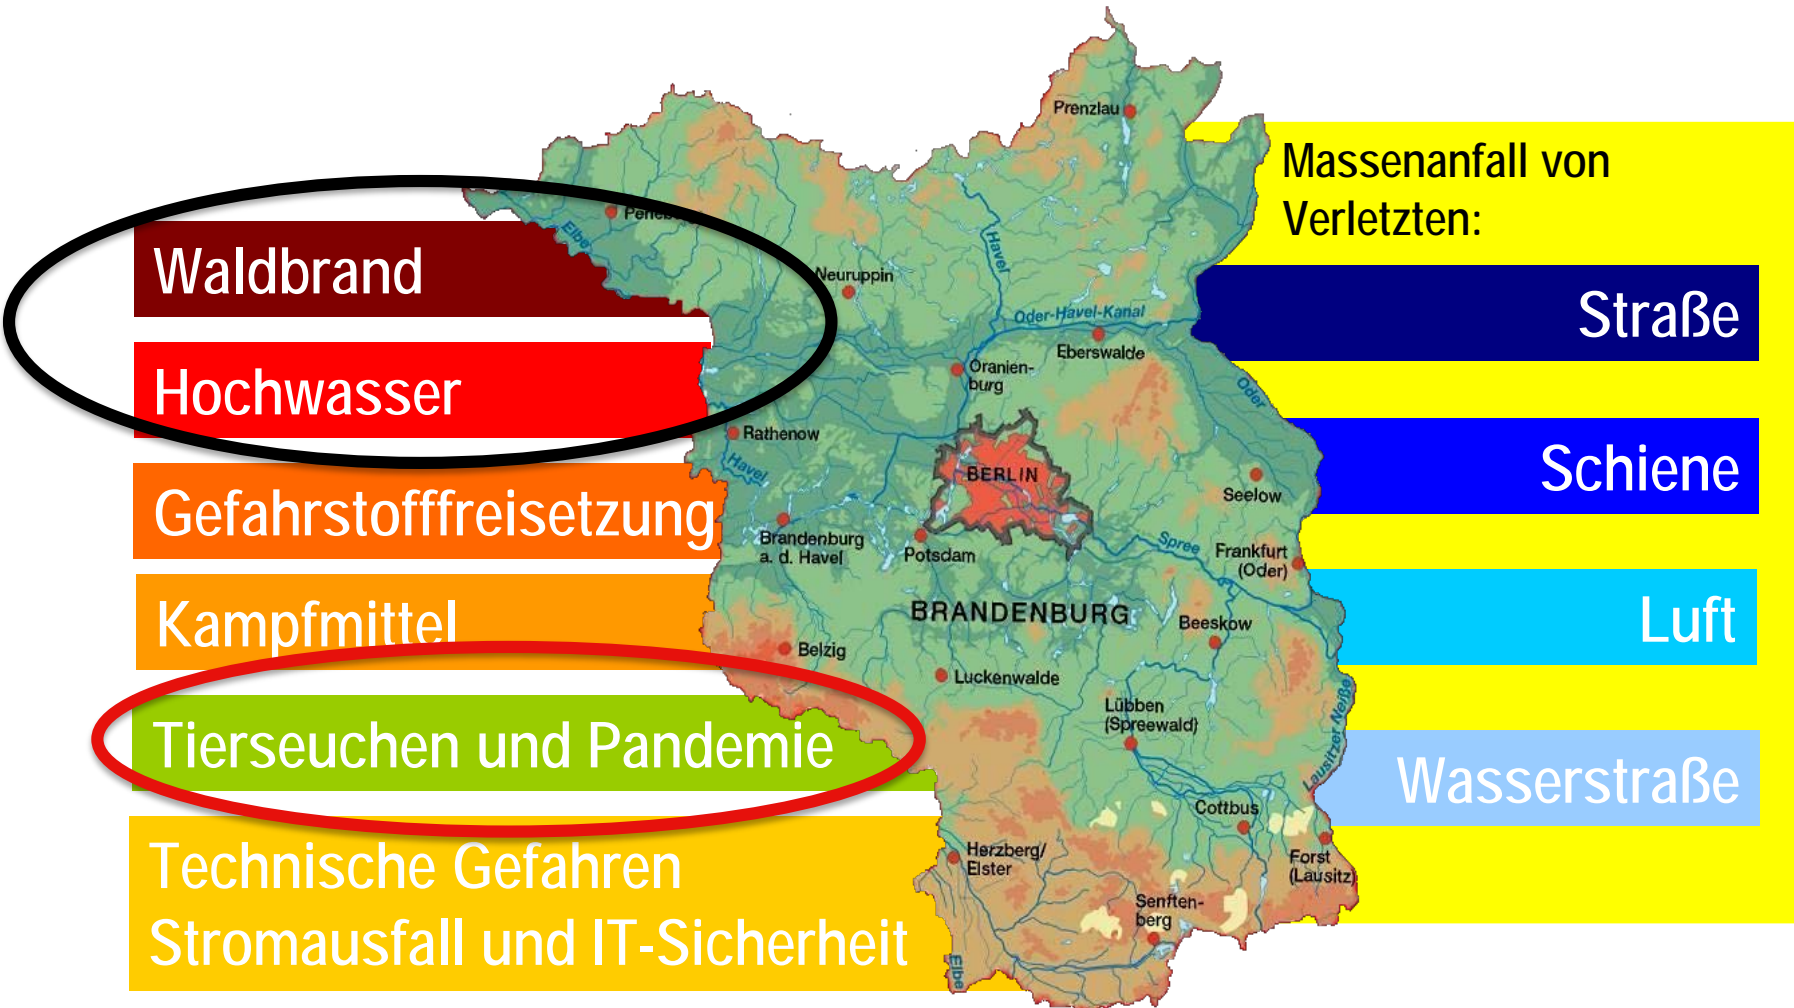 Waldbrand
Hochwasser
Gefahrstofffreisetzung
Kampfmittel
Tierseuchen und Pandemie
Technische Gefahren
Stromausfall und IT-Sicherheit
Prenzlau
Elbe
Neuruppin
Havel
Oder-Havel-Kanal
Eberswalde
Oranien-
burg
Oder
Rathenow
Havel
BERLIN
Seelow
Brandenburg
a. d. Havel
Potsdam
Spree
Frankfurt
(Oder)
BRANDENBURG
Beeskow
Belzig
Luckenwalde
Lübben
(Spreewald)
Lausitzer Neiße
Cottbus
Herzberg/
Elster
Forst
(Lausitz)
Senften-
berg
Elbe
Massenanfall von
Verletzten:
Straße
Schiene
Luft
Wasserstraße